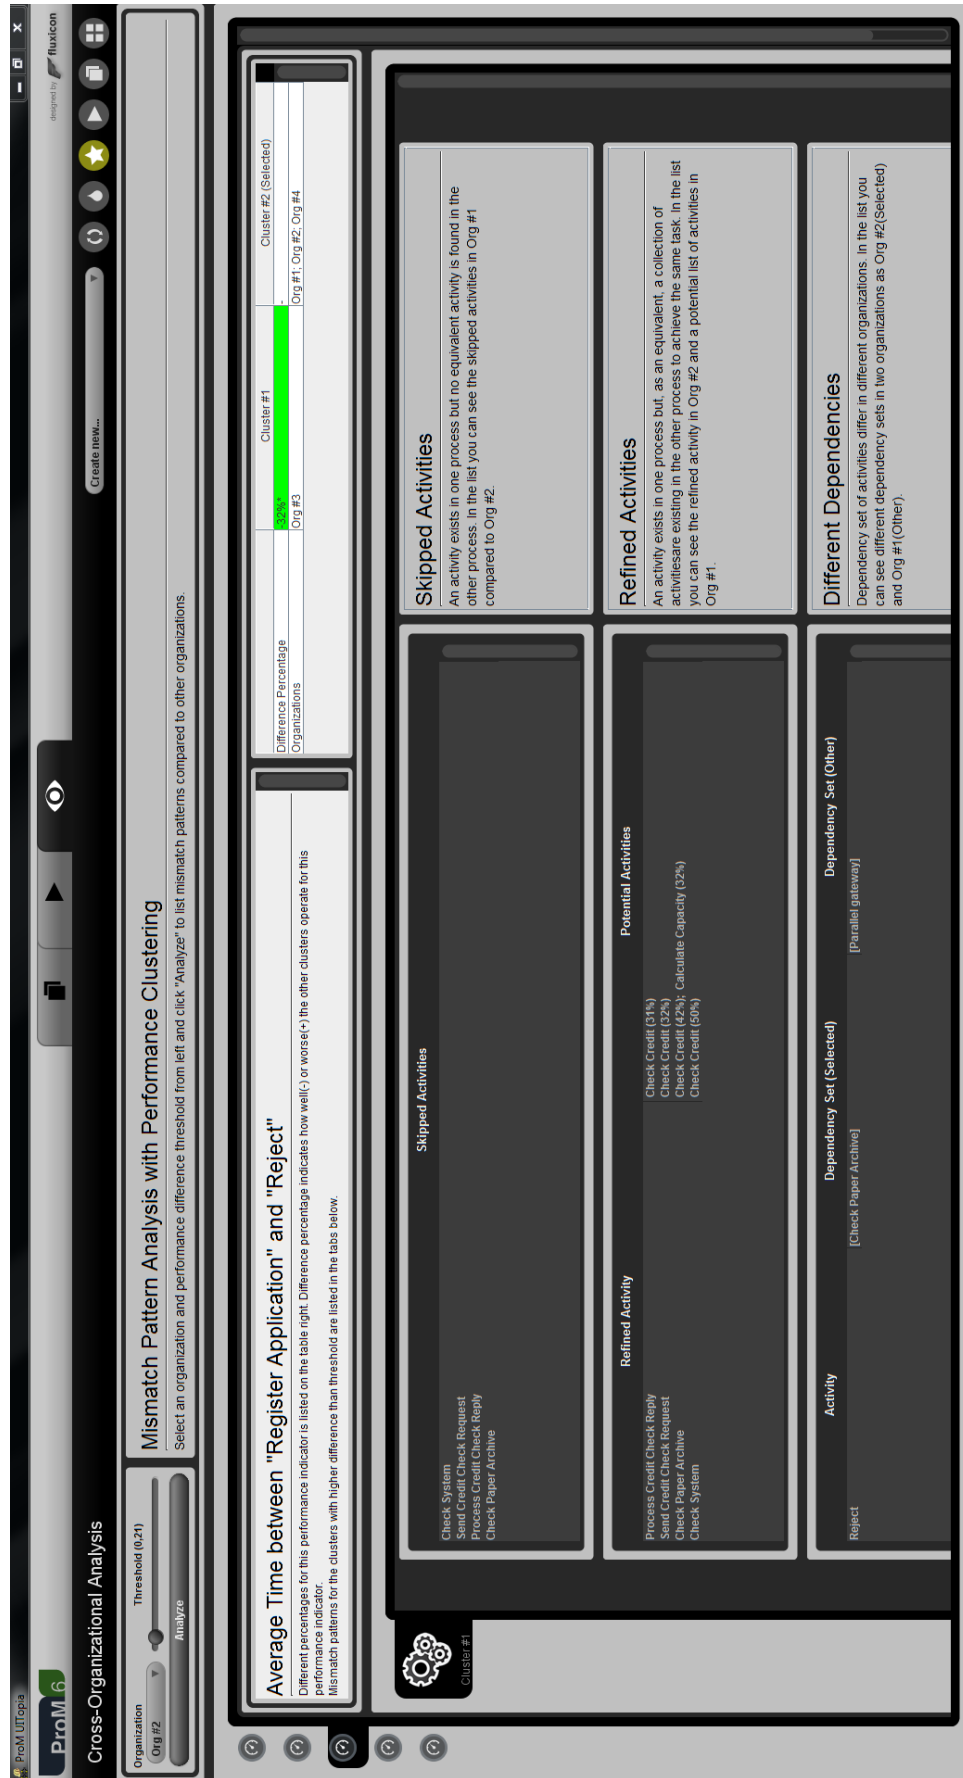 ProM UITopia
ProM 6
designed by fluxicon
Cross-Organizational Analysis
Create new...
Organization
Threshold (0,21)
Org #2
Analyze
Mismatch Pattern Analysis with Performance Clustering
Select an organization and performance difference threshold from left and click "Analyze" to list mismatch patterns compared to other organizations.
Average Time between "Register Application" and "Reject"
Different percentages for this performance indicator is listed on the table right. Difference percentage indicates how well(-) or worse(+) the other clusters operate for this
performance indicator.
Mismatch patterns for the clusters with higher difference than threshold are listed in the tabs below.
Cluster #1 Cluster #2 (Selected)
Difference Percentage -32%* -
Organizations Org #3 Org #1; Org #2; Org #4
Cluster #1
Skipped Activities
Check System
Send Credit Check Request
Process Credit Check Reply
Check Paper Archive
Skipped Activities
An activity exists in one process but no equivalent activity is found in the
other process. In the list you can see the skipped activities in Org #1
compared to Org #2.
Refined Activity Potential Activities
Process Credit Check Reply Check Credit (31%)
Send Credit Check Request Check Credit (32%)
Check Paper Archive Check Credit (42%); Calculate Capacity (32%)
Check System Check Credit (50%)
Refined Activities
An activity exists in one process but, as an equivalent, a collection of
activitiesare existing in the other process to achieve the same task. In the list
you can see the refined activity in Org #2 and a potential list of activities in
Org #1.
Activity Dependency Set (Selected) Dependency Set (Other)
Reject [Check Paper Archive] [Parallel gateway]
Different Dependencies
Dependency set of activities differ in different organizations. In the list you
can see different dependency sets in two organizations as Org #2(Selected)
and Org #1(Other).